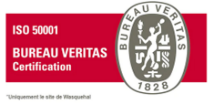 ISO 50001
BUREAU VERITAS
Certification
BUREAU VERITAS
1828
*Uniquement le site de Wasquehal